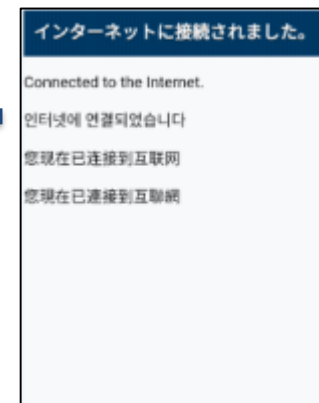 インターネットに接続されました。
Connected to the Internet.
인터넷에 연결되었습니다
您现在已连接到互联网
您現在已連接到互聯網